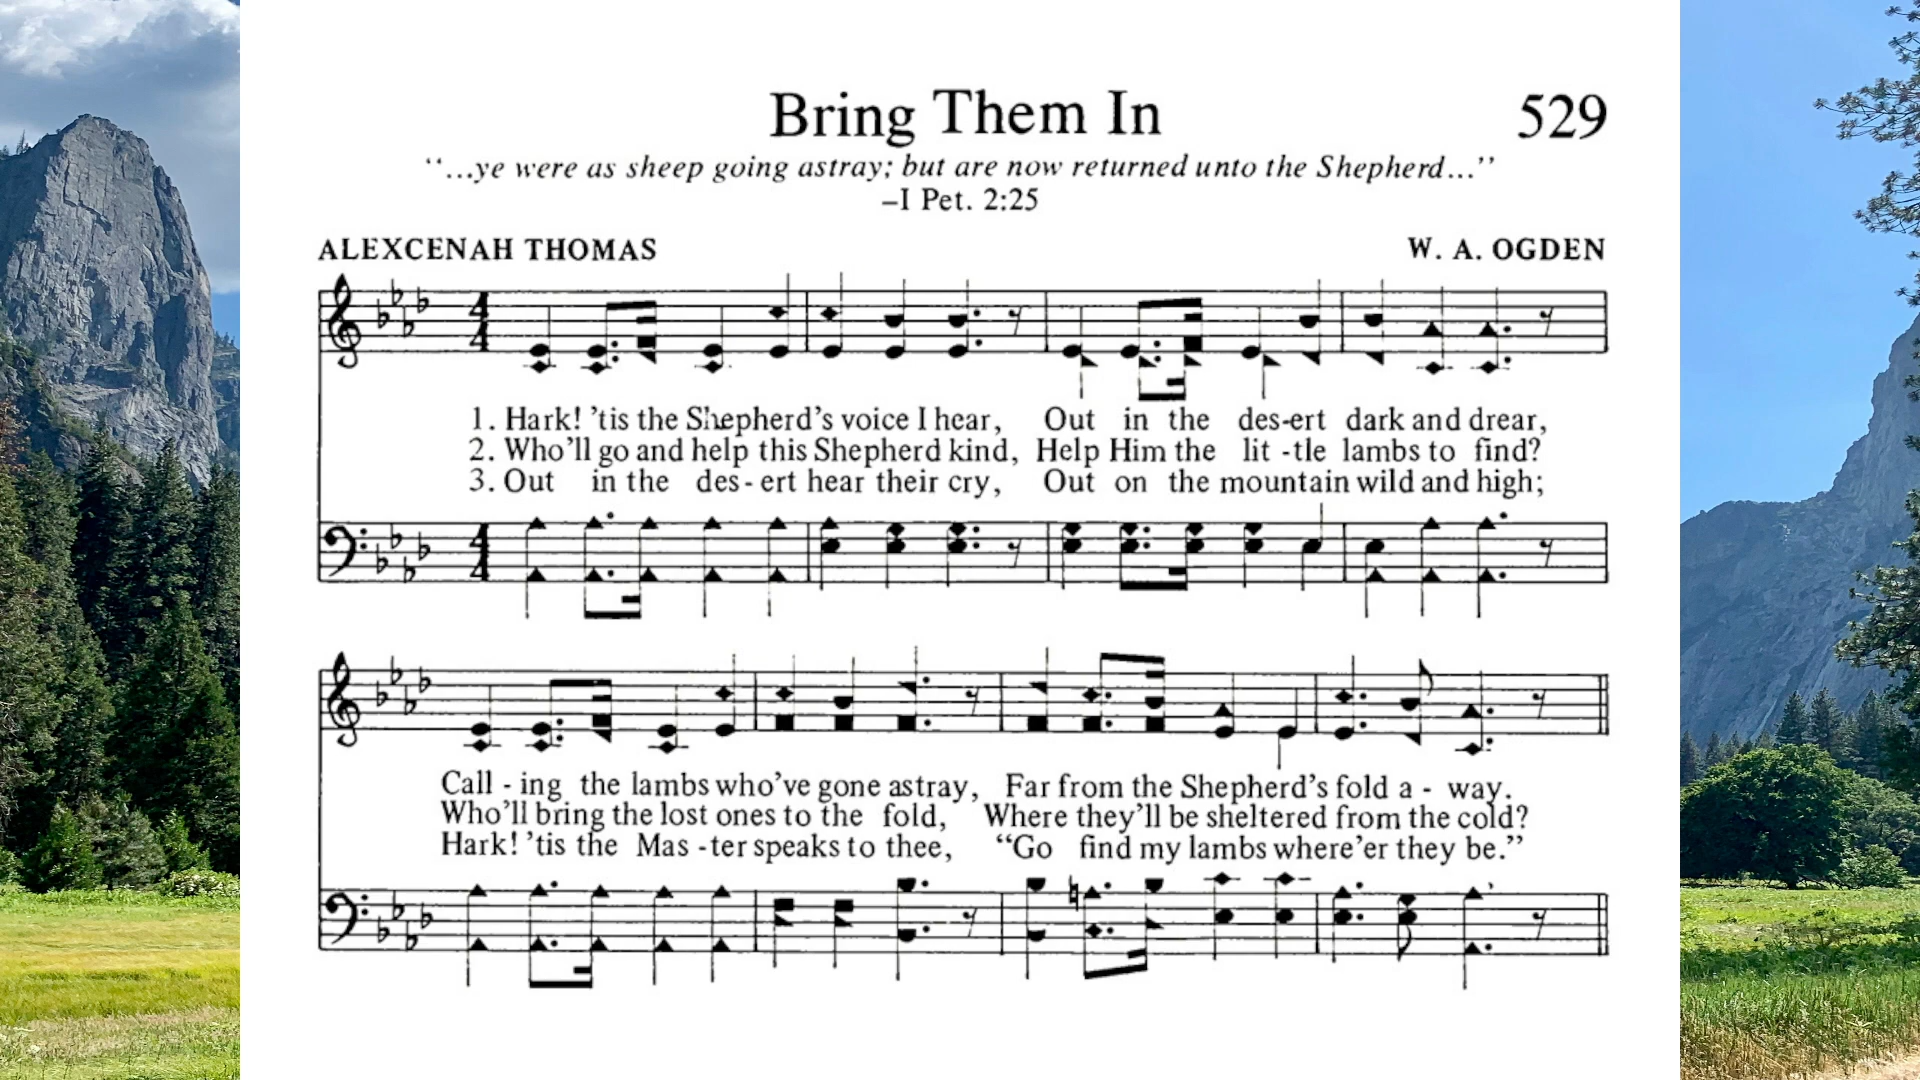 Bring Them In 529
“...ye were as sheep going astray; but are now returned unto the Shepherd...”
–I Pet. 2:25
ALEXCENAH THOMAS W. A. OGDEN
4
4
1. Hark! ’tis the Shepherd’s voice I hear, Out in the des-ert dark and drear,
2. Who’ll go and help this Shepherd kind, Help Him the lit -tle lambs to find?
3. Out in the des- ert hear their cry, Out on the mountain wild and high;
4
4
Call - ing the lambs who’ve gone astray, Far from the Shepherd’s fold a - way.
Who’ll bring the lost ones to the fold, Where they’ll be sheltered from the cold?
Hark! ’tis the Mas -ter speaks to thee, “Go find my lambs where’er they be.”